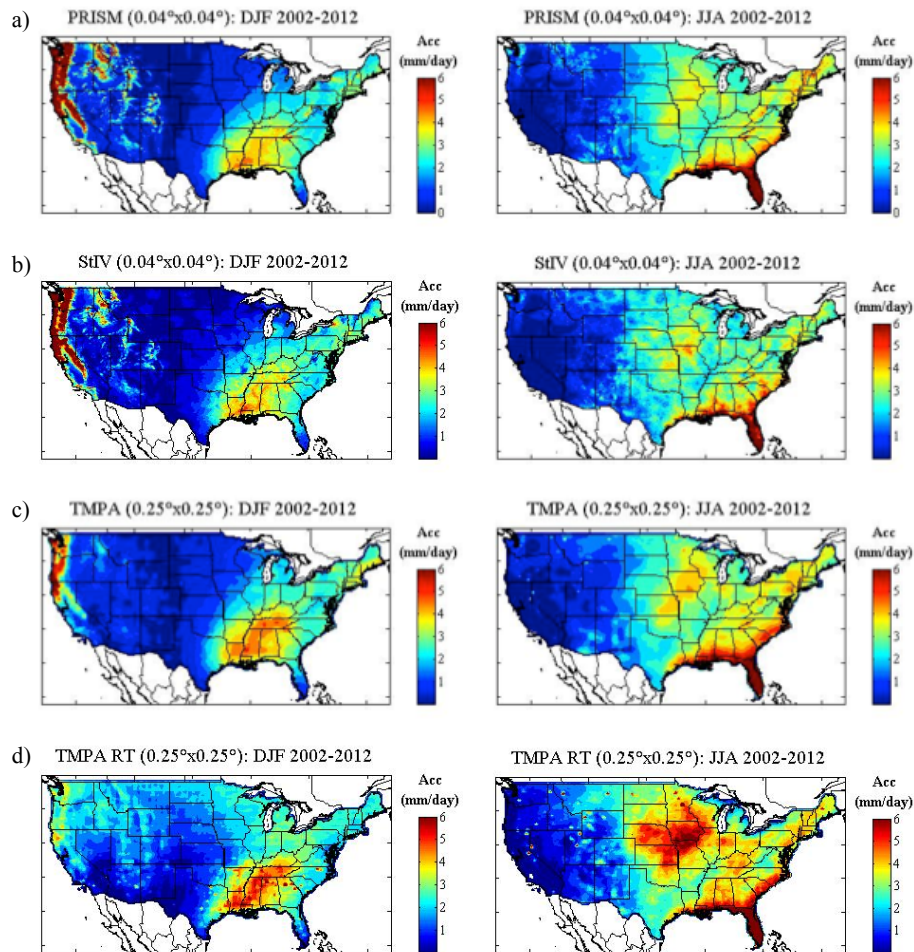 a)
PRISM (0.04°x0.04°): DJF 2002-2012
Acc
(mm/day)
6
5
4
3
2
1
0
PRISM (0.04°x0.04°): JJA 2002-2012
Acc
(mm/day)
6
5
4
3
2
1
0
b)
StIV (0.04°x0.04°): DJF 2002-2012
Acc
(mm/day)
6
5
4
3
2
1
StIV (0.04°x0.04°): JJA 2002-2012
Acc
(mm/day)
6
5
4
3
2
1
c)
TMPA (0.25°x0.25°): DJF 2002-2012
Acc
(mm/day)
6
5
4
3
2
1
TMPA (0.25°x0.25°): JJA 2002-2012
Acc
(mm/day)
6
5
4
3
2
1
d)
TMPA RT (0.25°x0.25°): DJF 2002-2012
Acc
(mm/day)
6
5
4
3
2
1
TMPA RT (0.25°x0.25°): JJA 2002-2012
Acc
(mm/day)
6
5
4
3
2
1